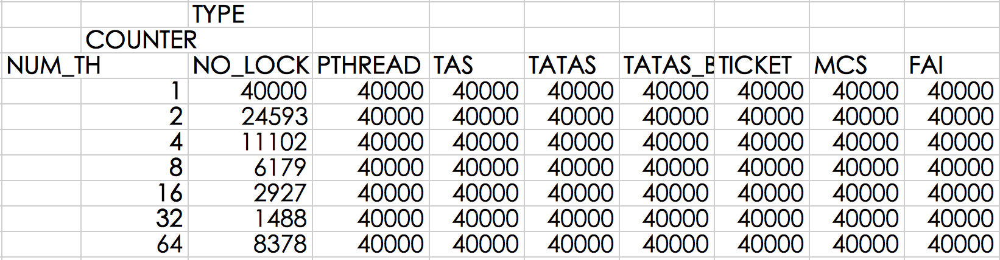 TYPE
COUNTER
NUM_TH NO_LOCK PTHREAD TAS TATAS TATAS_B TICKET MCS FAI
1 40000 40000 40000 40000 40000 40000 40000 40000
2 24593 40000 40000 40000 40000 40000 40000 40000
4 11102 40000 40000 40000 40000 40000 40000 40000
8 6179 40000 40000 40000 40000 40000 40000 40000
16 2927 40000 40000 40000 40000 40000 40000 40000
32 1488 40000 40000 40000 40000 40000 40000 40000
64 8378 40000 40000 40000 40000 40000 40000 40000